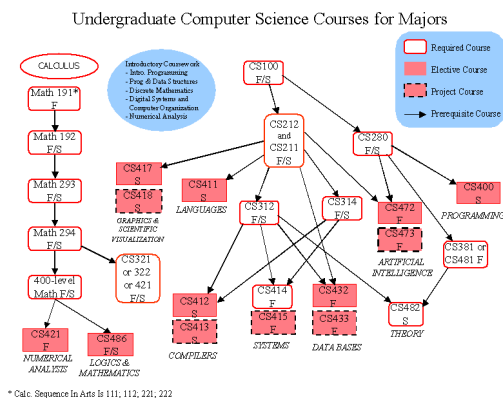 Undergraduate Computer Science Courses for Majors
CALCULUS
Math 191*
F
Math 192
F/S
Math 293
F/S
Math 294
F/S
400-level
Math F/S
CS421
F
NUMERICAL
ANALYSIS
CS486
F/S
LOGICS &
MATHEMATICS
CS321
or 322
or 421
F/S
Introductory Coursework
- Intro. Programming
- Prog & Data Structures
- Discrete Mathematics
- Digital Systems and
Computer Organization
- Numerical Analysis
CS100
F/S
CS212
and
CS211
F/S
CS280
F/S
CS417
S
CS418
S
GRAPHICS &
SCIENTIFIC
VISUALIZATION
CS411
S
LANGUAGES
CS312
F/S
CS314
F/S
CS472
F
CS473
F
ARTIFICIAL
INTELLIGENCE
CS400
S
PROGRAMMING
CS381 or
CS481 F
CS412
S
CS413
S
COMPILERS
CS414
F
CS415
F
SYSTEMS
CS432
F
CS433
F
DATA BASES
CS482
S
THEORY
Required Course
Elective Course
Project Course
Prerequisite Course
* Calc. Sequence In Arts Is 111; 112; 221; 222